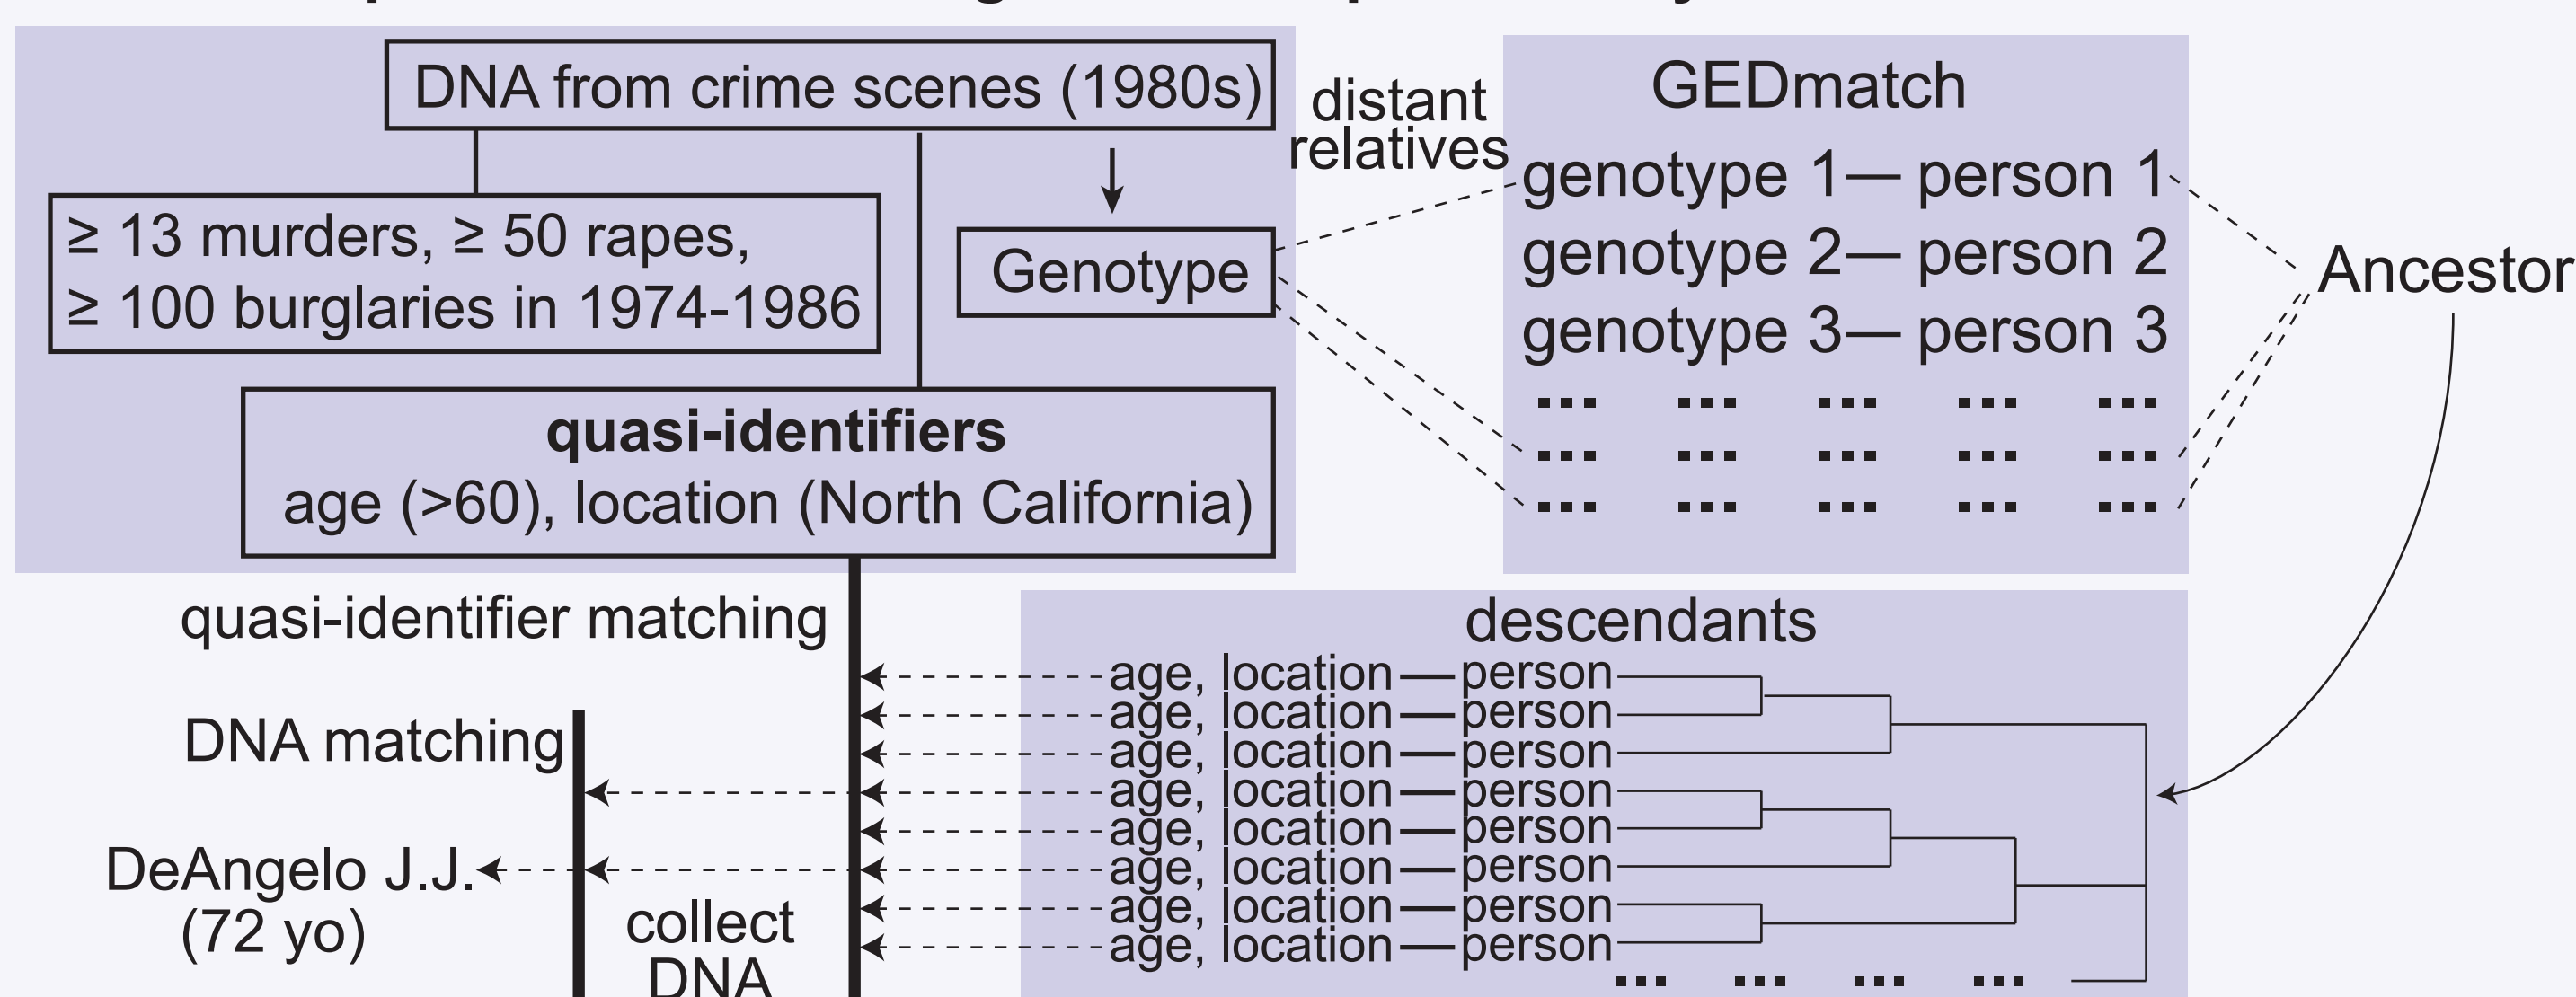 DNA from crime scenes (1980s)
≥ 13 murders, ≥ 50 rapes,
≥ 100 burglaries in 1974-1986
Genotype
quasi-identifiers
age (>60), location (North California)
distant
relatives
GEDmatch
genotype 1— person 1
genotype 2— person 2
genotype 3— person 3
... ... ... ... ...
... ... ... ... ...
... ... ... ... ...
Ancestor
descendants
age, location — person
age, location — person
age, location — person
age, location — person
age, location — person
age, location — person
age, location — person
age, location — person
... ... ... ...
quasi-identifier matching
DNA matching
DeAngelo J.J.
(72 yo)
collect
DNA